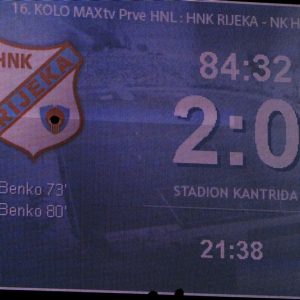 16. KOLO MAXtv Prve HNL : HNK RIJEKA - NK H
HNK
RIJEKA
84:32
2:0
Benko 73'
Benko 80'
STADION KANTRIDA
21:38